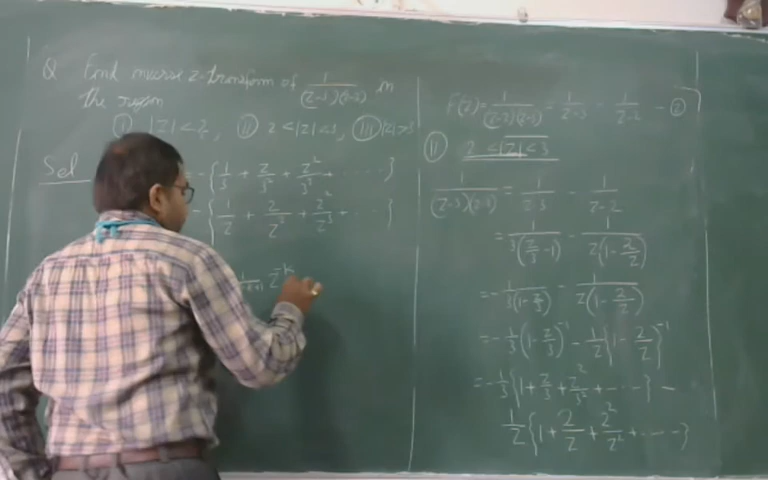 Q Find inverse z-transform of 1/((z-3)(z-2)) in
the region
(I) |z|<2, (II) 2<|z|<3, (III) |z|>3
Sol
-{1/3 + z/3² + z²/3³ + ·····}
-{1/2 + 2/z² + 2²/z³ + ···}
z^-k
F(z) = 1/((z-3)(z-2)) = 1/(z-3) - 1/(z-2) -
(II) 2<|z|<3
1/((z-3)(z-2)) = 1/(z-3) - 1/(z-2)
= 1/(3(z/3 - 1)) - 1/(z(1 - 2/z))
= - 1/(3(1 - z/3)) - 1/(z(1 - 2/z))
= -1/3 (1 - z/3)^-1 - 1/z {1 - 2/z}^-1
= -1/3 {1 + z/3 + z²/3² + ----} -
1/z {1 + 2/z + 2²/z² + ----}